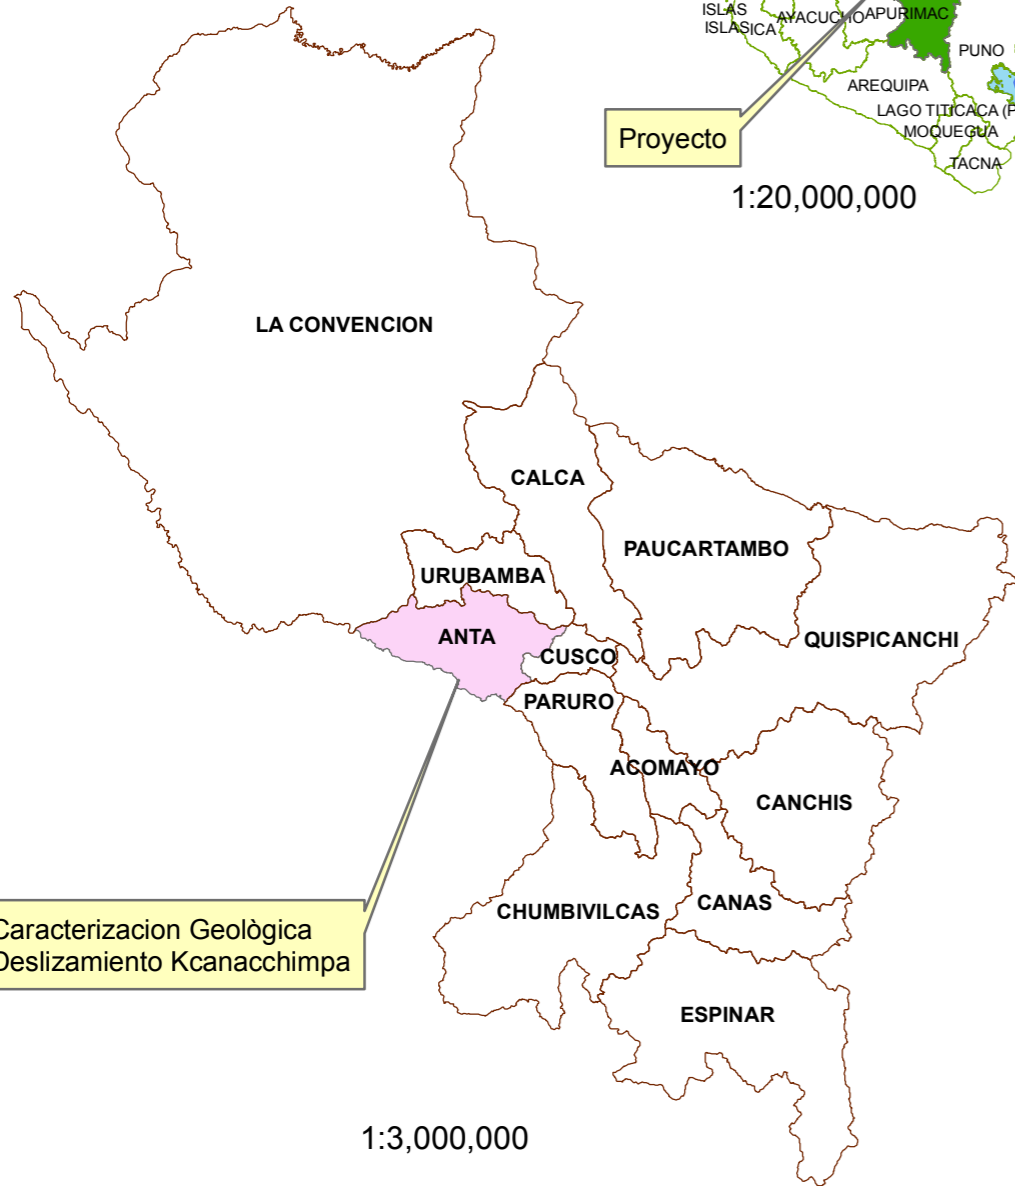 ISLAS
ISLAS
ICA
AYACUCHO
APURIMAC
PUNO
AREQUIPA
LAGO TITICACA (P
MOQUEGUA
TACNA
Proyecto
1:20,000,000
LA CONVENCION
CALCA
PAUCARTAMBO
URUBAMBA
ANTA
CUSCO
QUISPICANCHI
PARURO
ACOMAYO
CANCHIS
CHUMBIVILCAS
CANAS
Caracterizacion Geològica
Deslizamiento Kcanacchimpa
ESPINAR
1:3,000,000